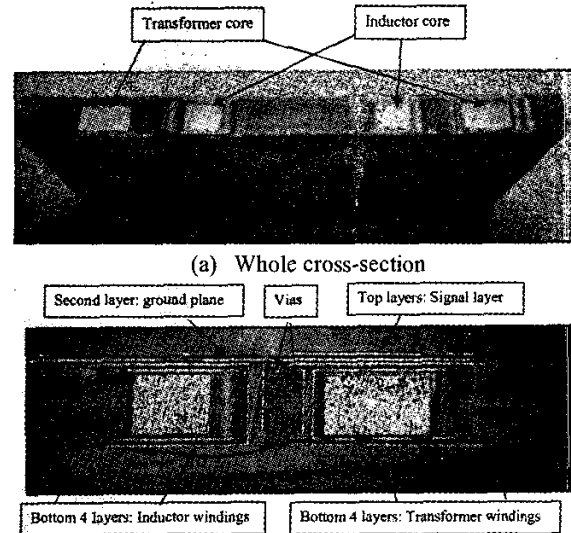 Transformer core
Inductor core
(a) Whole cross-section
Second layer: ground plane
Vias
Top layers: Signal layer
Bottom 4 layers: Inductor windings
Bottom 4 layers: Transformer windings